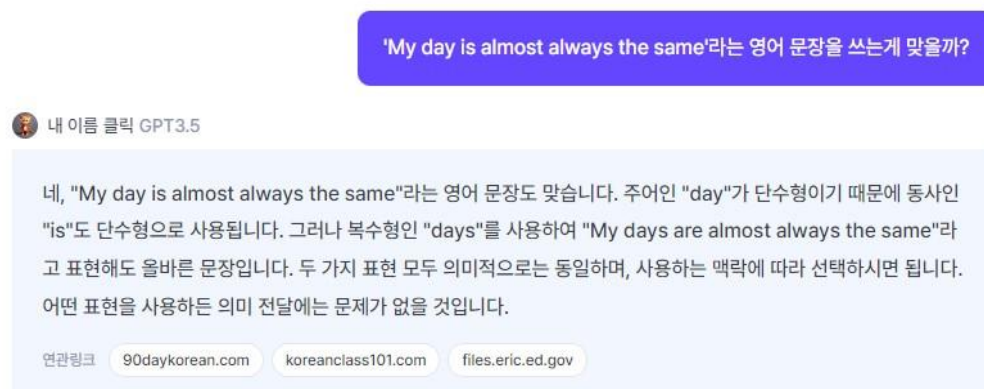 'My day is almost always the same'라는 영어 문장을 쓰는게 맞을까?
내 이름 클릭 GPT3.5
네, "My day is almost always the same"라는 영어 문장도 맞습니다. 주어인 "day"가 단수형이기 때문에 동사인
"is"도 단수형으로 사용됩니다. 그러나 복수형인 "days"를 사용하여 "My days are almost always the same"라
고 표현해도 올바른 문장입니다. 두 가지 표현 모두 의미적으로는 동일하며, 사용하는 맥락에 따라 선택하시면 됩니다.
어떤 표현을 사용하든 의미 전달에는 문제가 없을 것입니다.
연관링크 90daykorean.com koreanclass101.com files.eric.ed.gov